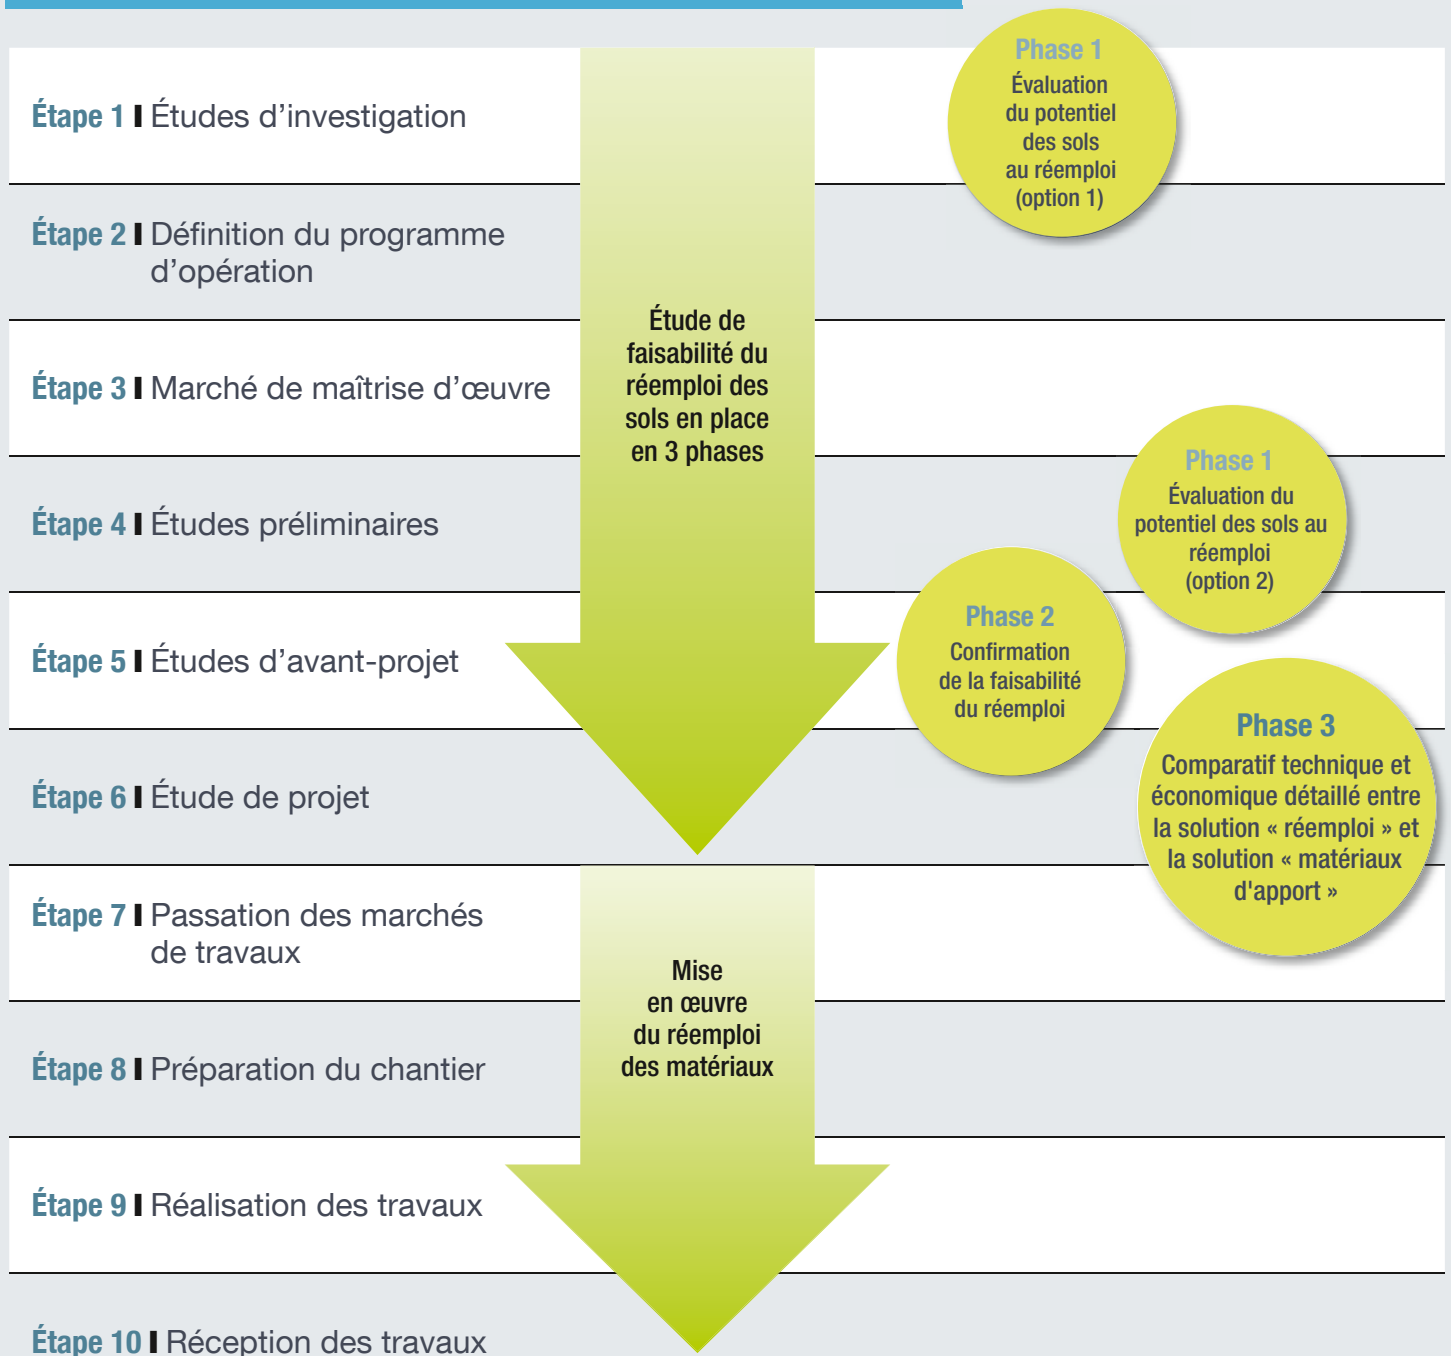 Étape 1 I Études d’investigation
Étape 2 I Définition du programme
d’opération
Étape 3 I Marché de maîtrise d’œuvre
Étape 4 I Études préliminaires
Étape 5 I Études d’avant-projet
Étape 6 I Étude de projet
Étape 7 I Passation des marchés
de travaux
Étape 8 I Préparation du chantier
Étape 9 I Réalisation des travaux
Étape 10 I Réception des travaux
Étude de
faisabilité du
réemploi des
sols en place
en 3 phases
Mise
en œuvre
du réemploi
des matériaux
Phase 1
Évaluation
du potentiel
des sols
au réemploi
(option 1)
Phase 1
Évaluation du
potentiel des sols au
réemploi
(option 2)
Phase 2
Confirmation
de la faisabilité
du réemploi
Phase 3
Comparatif technique et
économique détaillé entre
la solution « réemploi » et
la solution « matériaux
d'apport »